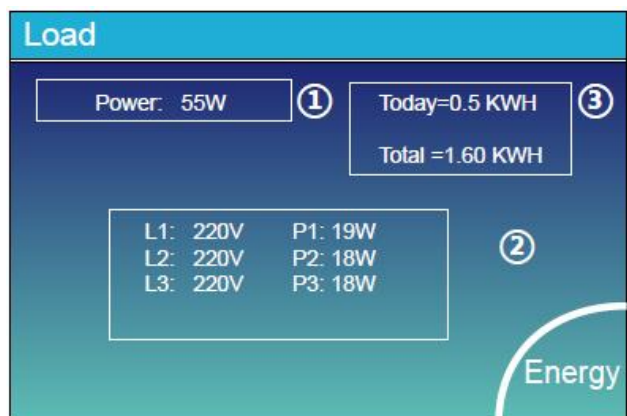 Load
Power: 55W
①
Today=0.5 KWH
③
Total =1.60 KWH
L1: 220V P1: 19W
L2: 220V P2: 18W
L3: 220V P3: 18W
②
Energy